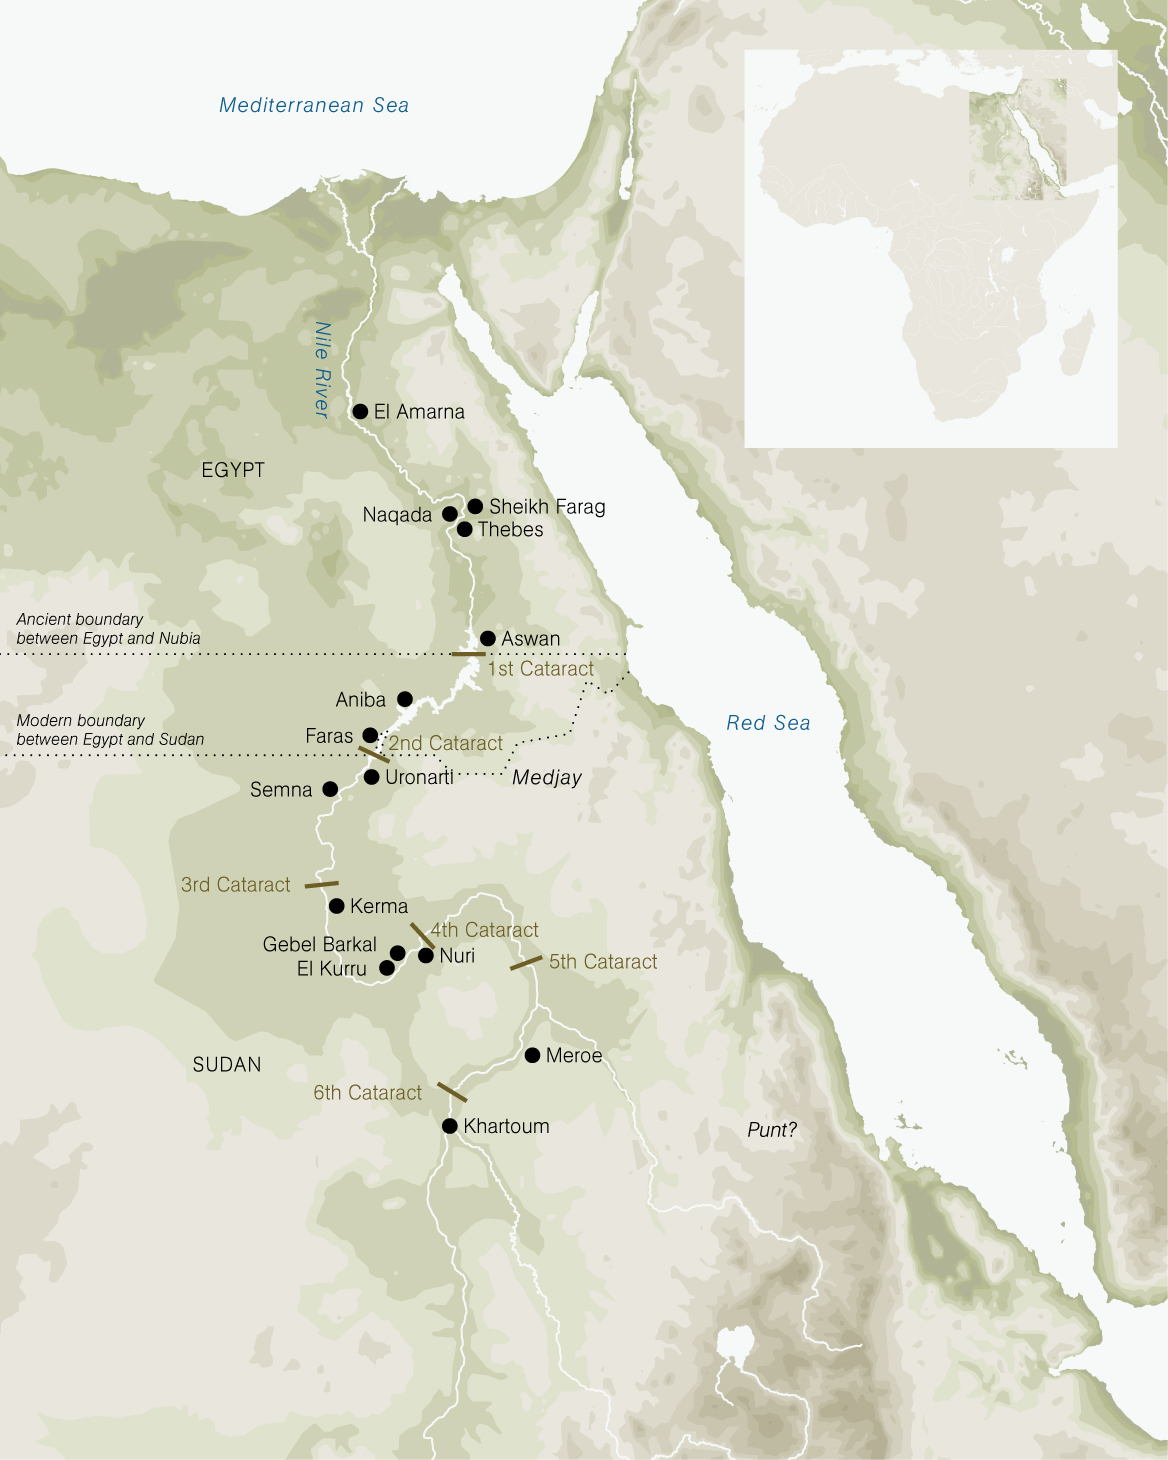 Mediterranean Sea
Nile River
El Amarna
EGYPT
Sheikh Farag
Naqada
Thebes
Ancient boundary
between Egypt and Nubia
Aswan
1st Cataract
Aniba
Modern boundary
between Egypt and Sudan
Red Sea
Faras
2nd Cataract
Uronarti
Medjay
Semna
3rd Cataract
Kerma
4th Cataract
Gebel Barkal
Nuri
El Kurru
5th Cataract
Meroe
SUDAN
6th Cataract
Khartoum
Punt?